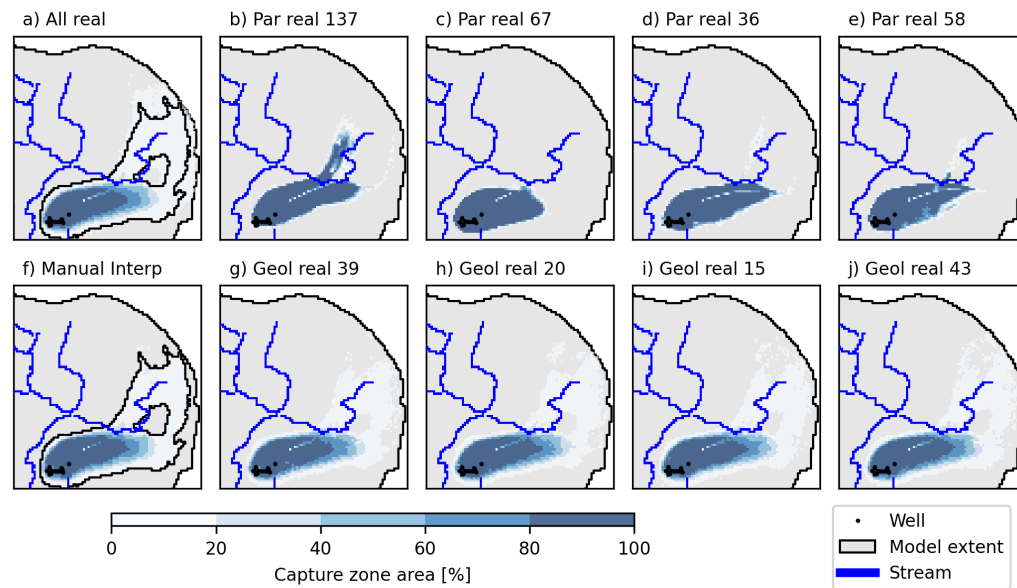 a) All real
b) Par real 137
c) Par real 67
d) Par real 36
e) Par real 58
f) Manual Interp
g) Geol real 39
h) Geol real 20
i) Geol real 15
j) Geol real 43
0 20 40 60 80 100
Capture zone area [%]
Well
Model extent
Stream